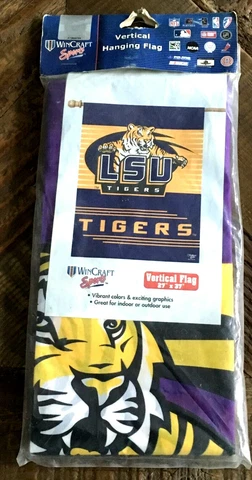 WINCRAFT
Sports
Vertical
Hanging Flag
LSU
TIGERS
TIGERS
WINCRAFT
Sports
Vertical Flag
27" x 37"
• Vibrant colors & exciting graphics
• Great for indoor or outdoor use